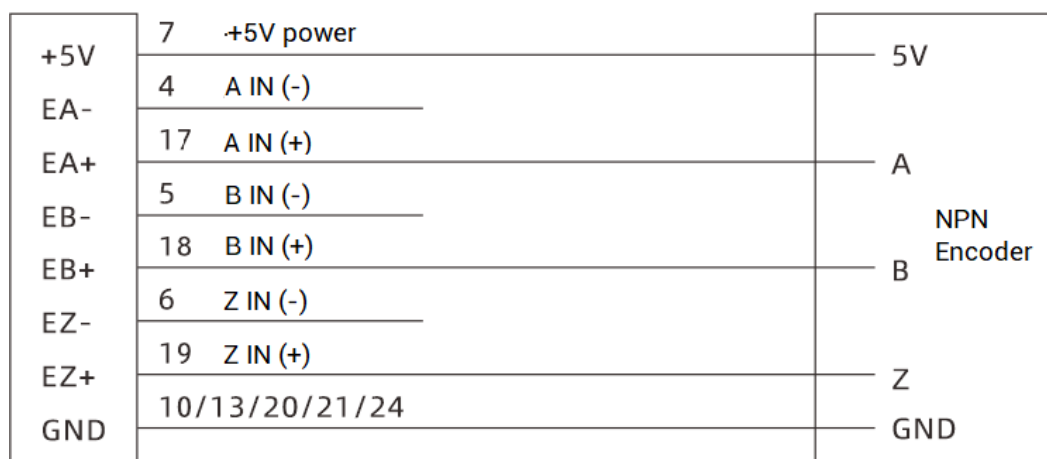 7 +5V power
+5V 5V
4 A IN (-)
EA-
17 A IN (+)
EA+ A
5 B IN (-)
EB-
NPN
18 B IN (+)
Encoder
EB+ B
6 Z IN (-)
EZ-
19 Z IN (+)
EZ+ Z
10/13/20/21/24
GND GND